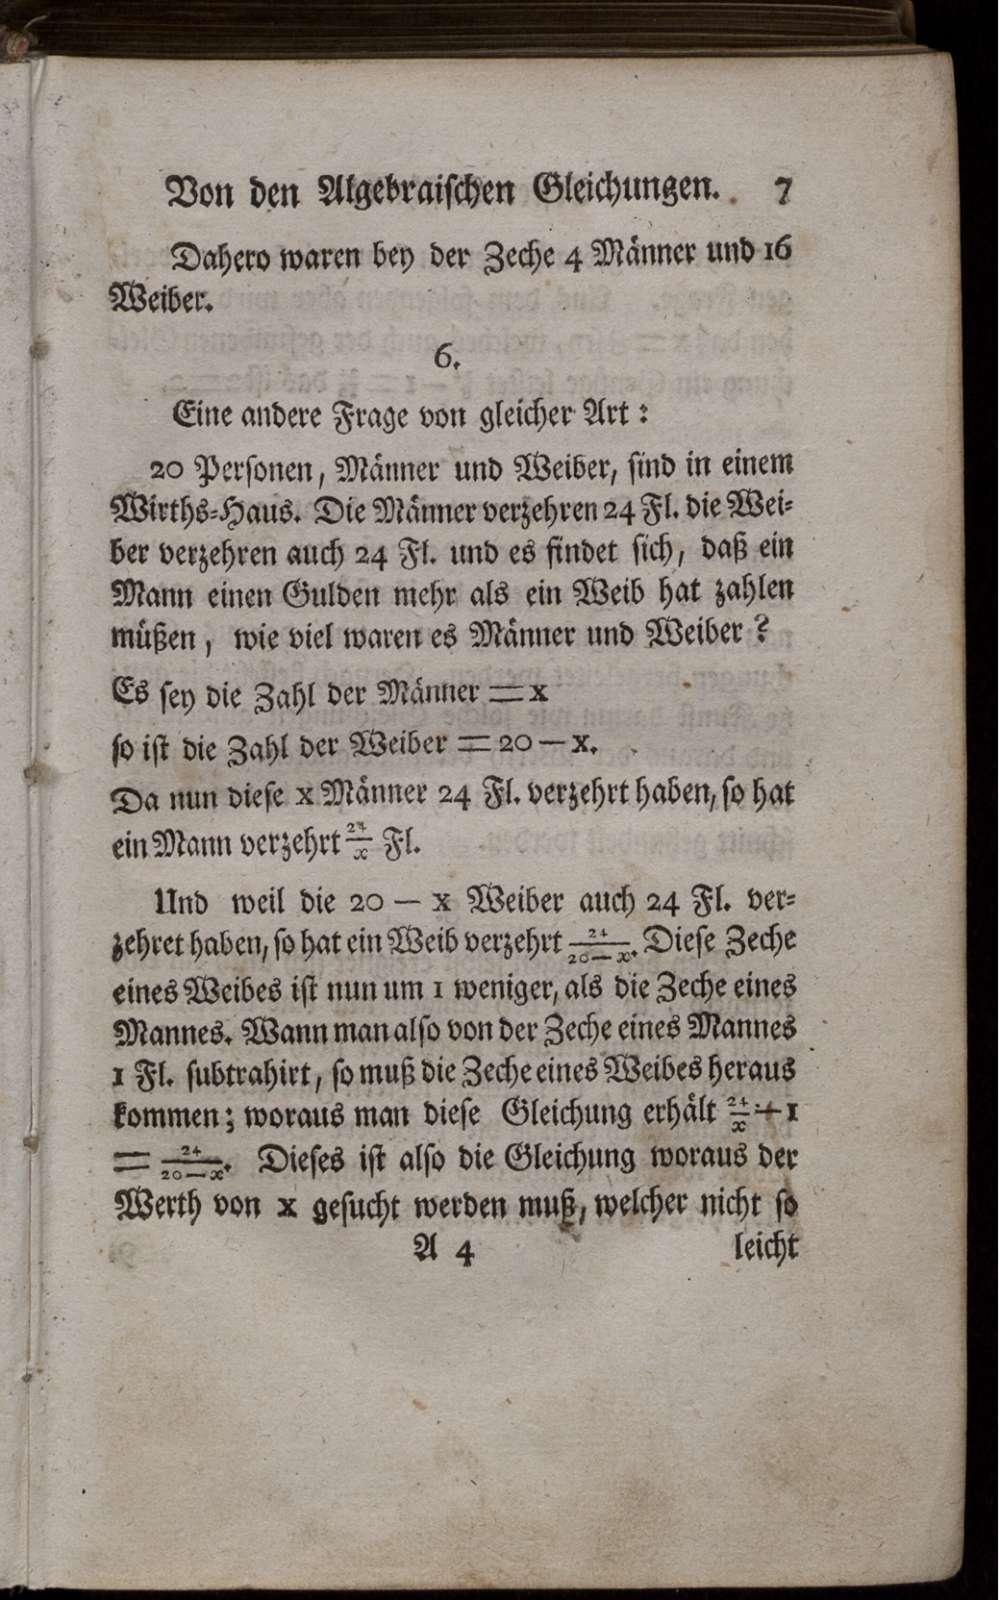 Von den Algebraischen Gleichungen. 7
Dahero waren bey der Zeche 4 Männer und 16
Weiber.
6.
Eine andere Frage von gleicher Art:
20 Personen, Männer und Weiber, sind in einem
Wirths-Haus. Die Männer verzehren 24 Fl. die Wei-
ber verzehren auch 24 Fl. und es findet sich, daß ein
Mann einen Gulden mehr als ein Weib hat zahlen
müßen, wie viel waren es Männer und Weiber?
Es sey die Zahl der Männer = x
so ist die Zahl der Weiber = 20 — x.
Da nun diese x Männer 24 Fl. verzehrt haben, so hat
ein Mann verzehrt 24/x Fl.
Und weil die 20 — x Weiber auch 24 Fl. ver-
zehret haben, so hat ein Weib verzehrt 24/(20—x). Diese Zeche
eines Weibes ist nun um 1 weniger, als die Zeche eines
Mannes. Wann man also von der Zeche eines Mannes
1 Fl. subtrahirt, so muß die Zeche eines Weibes heraus
kommen; woraus man diese Gleichung erhält 24/x + 1
= 24/(20—x). Dieses ist also die Gleichung woraus der
Werth von x gesucht werden muß, welcher nicht so
A 4 leicht